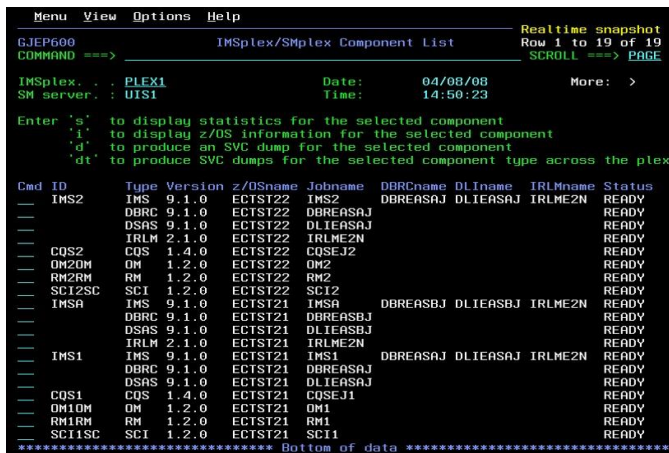 Menu View Options Help
Realtime snapshot
GJEP600 IMSplex/SMplex Component List Row 1 to 19 of 19
COMMAND ===> SCROLL ===> PAGE
IMSplex. . . PLEX1 Date: 04/08/08 More: >
SM server. : UIS1 Time: 14:50:23
Enter 's' to display statistics for the selected component
'i' to display z/OS information for the selected component
'd' to produce an SVC dump for the selected component
'dt' to produce SVC dumps for the selected component type across the plex
Cmd ID Type Version z/OSname Jobname DBRCname DLIname IRLMname Status
IMS2 IMS 9.1.0 ECTST22 IMS2 DBREASAJ DLIEASAJ IRLME2N READY
DBRC 9.1.0 ECTST22 DBREASAJ READY
DSAS 9.1.0 ECTST22 DLIEASAJ READY
IRLM 2.1.0 ECTST22 IRLME2N READY
CQS2 CQS 1.4.0 ECTST22 CQSEJ2 READY
OM2OM OM 1.2.0 ECTST22 OM2 READY
RM2RM RM 1.2.0 ECTST22 RM2 READY
SCI2SC SCI 1.2.0 ECTST22 SCI2 READY
IMSA IMS 9.1.0 ECTST21 IMSA DBREASBJ DLIEASBJ IRLME2N READY
DBRC 9.1.0 ECTST21 DBREASBJ READY
DSAS 9.1.0 ECTST21 DLIEASBJ READY
IRLM 2.1.0 ECTST21 IRLME2N READY
IMS1 IMS 9.1.0 ECTST21 IMS1 DBREASAJ DLIEASAJ IRLME2N READY
DBRC 9.1.0 ECTST21 DBREASAJ READY
DSAS 9.1.0 ECTST21 DLIEASAJ READY
CQS1 CQS 1.4.0 ECTST21 CQSEJ1 READY
OM1OM OM 1.2.0 ECTST21 OM1 READY
RM1RM RM 1.2.0 ECTST21 RM1 READY
SCI1SC SCI 1.2.0 ECTST21 SCI1 READY
******************************* Bottom of data ********************************